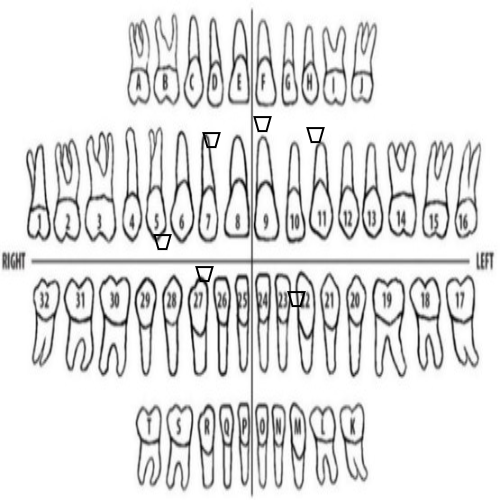 A B C D E F G H I J
1 2 3 4 5 6 7 8 9 10 11 12 13 14 15 16
RIGHT LEFT
32 31 30 29 28 27 26 25 24 23 22 21 20 19 18 17
T S R Q P O N M L K